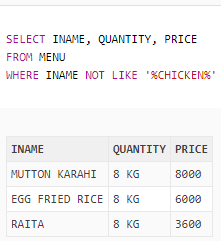 SELECT INAME, QUANTITY, PRICE
FROM MENU
WHERE INAME NOT LIKE '%CHICKEN%'
INAME QUANTITY PRICE
MUTTON KARAHI 8 KG 8000
EGG FRIED RICE 8 KG 6000
RAITA 8 KG 3600